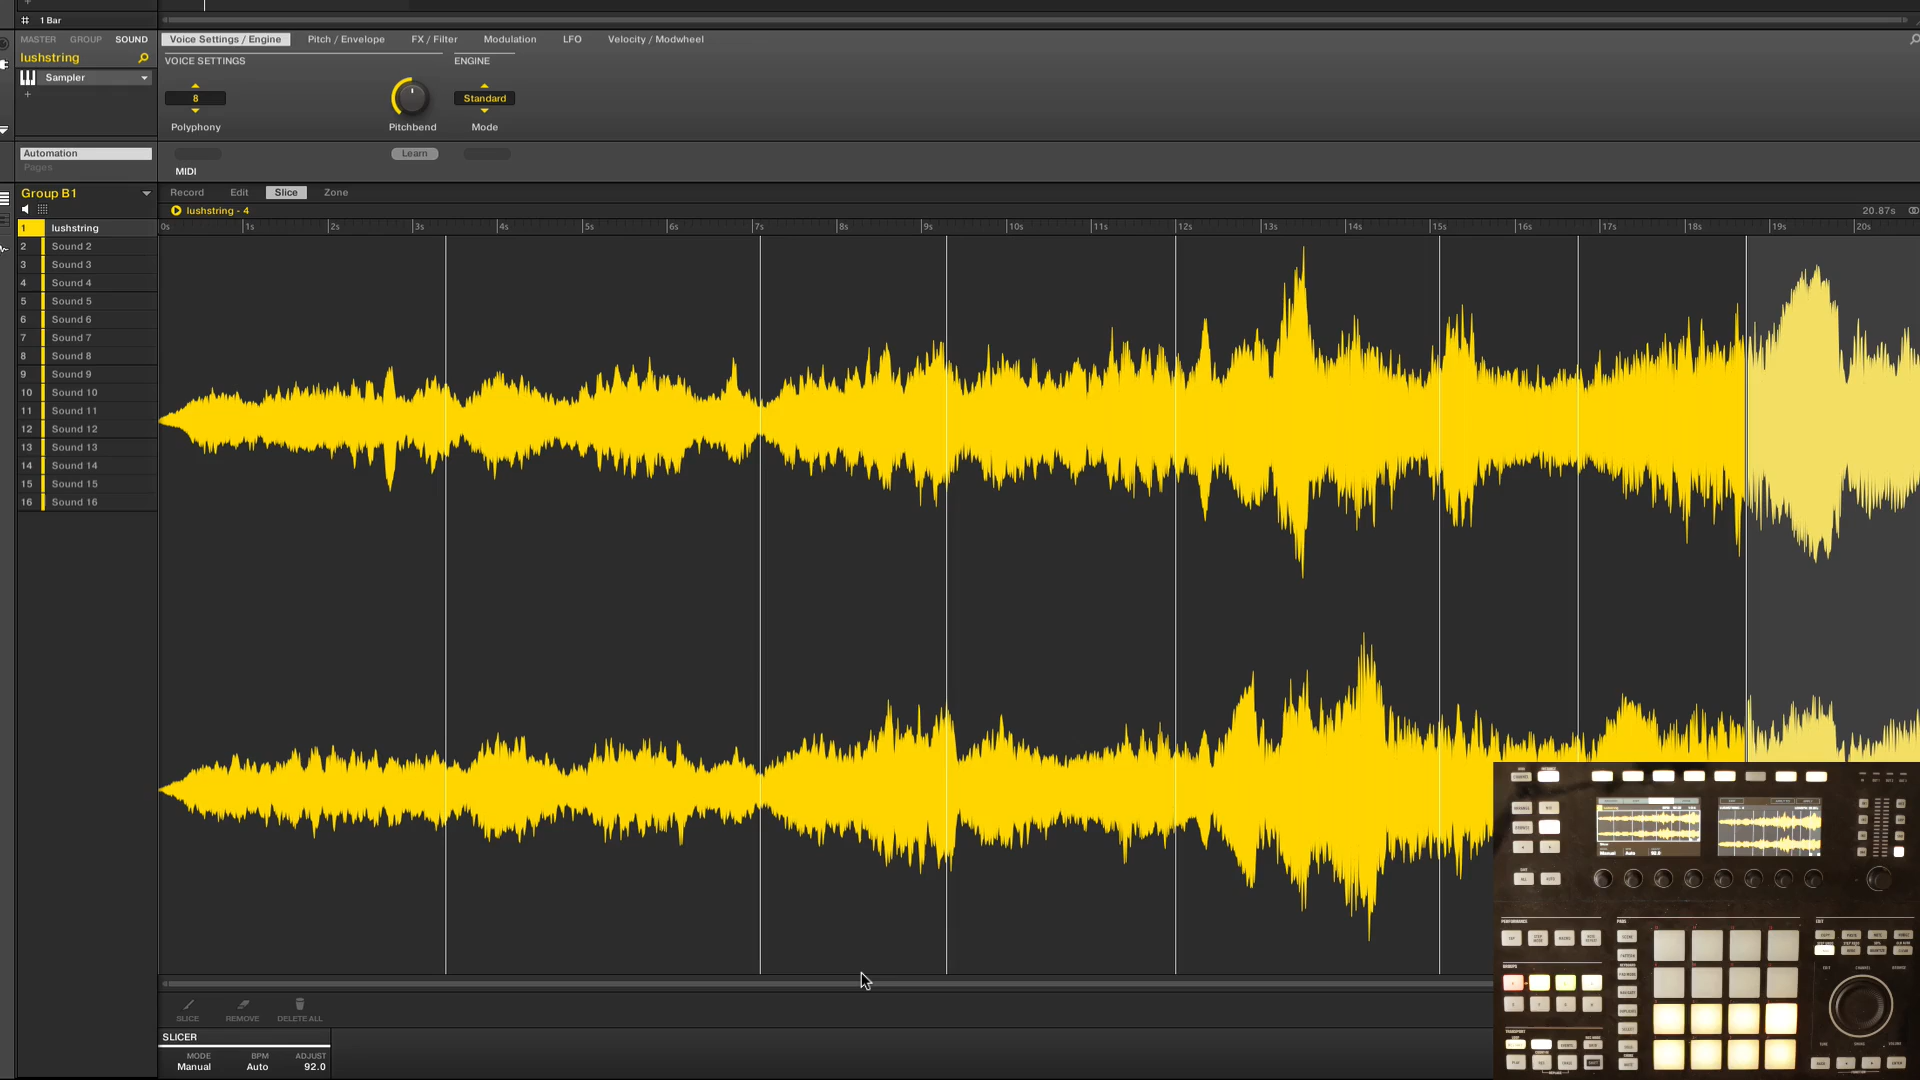 1 Bar
MASTER GROUP SOUND
Voice Settings / Engine Pitch / Envelope FX / Filter Modulation LFO Velocity / Modwheel
lushstring
VOICE SETTINGS ENGINE
Sampler
8 Standard
Polyphony Pitchbend Mode
Automation Learn
Pages
MIDI
Group B1 Record Edit Slice Zone
lushstring - 4 20.87s
0s 1s 2s 3s 4s 5s 6s 7s 8s 9s 10s 11s 12s 13s 14s 15s 16s 17s 18s 19s 20s
1 lushstring
2 Sound 2
3 Sound 3
4 Sound 4
5 Sound 5
6 Sound 6
7 Sound 7
8 Sound 8
9 Sound 9
10 Sound 10
11 Sound 11
12 Sound 12
13 Sound 13
14 Sound 14
15 Sound 15
16 Sound 16
SLICE REMOVE DELETE ALL
SLICER
MODE BPM ADJUST
Manual Auto 92.0